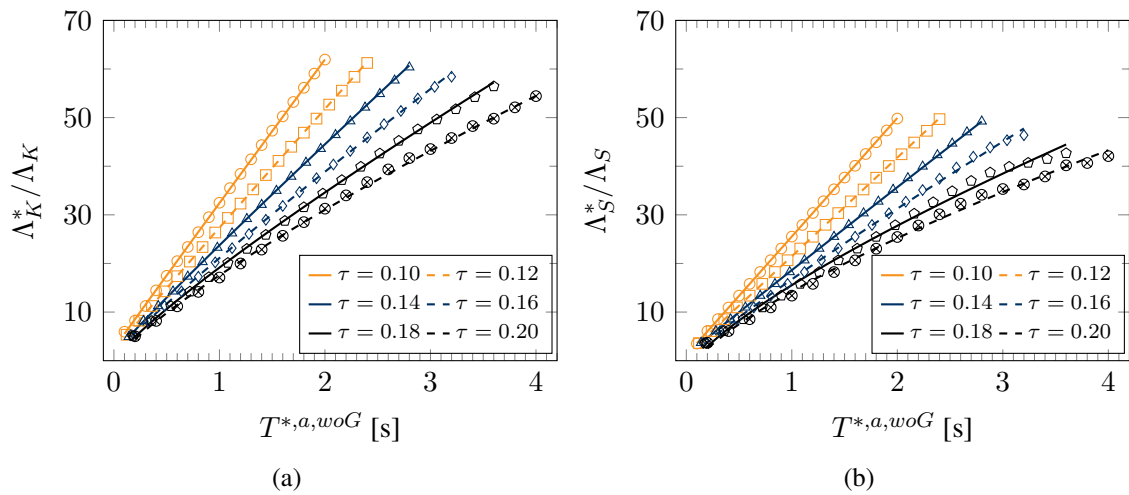 70
50
30
10
0 1 2 3 4
Λ*_K/Λ_K
T^{*,a,woG} [s]
τ = 0.10 τ = 0.12
τ = 0.14 τ = 0.16
τ = 0.18 τ = 0.20
(a)
70
50
30
10
0 1 2 3 4
Λ*_S/Λ_S
T^{*,a,woG} [s]
τ = 0.10 τ = 0.12
τ = 0.14 τ = 0.16
τ = 0.18 τ = 0.20
(b)